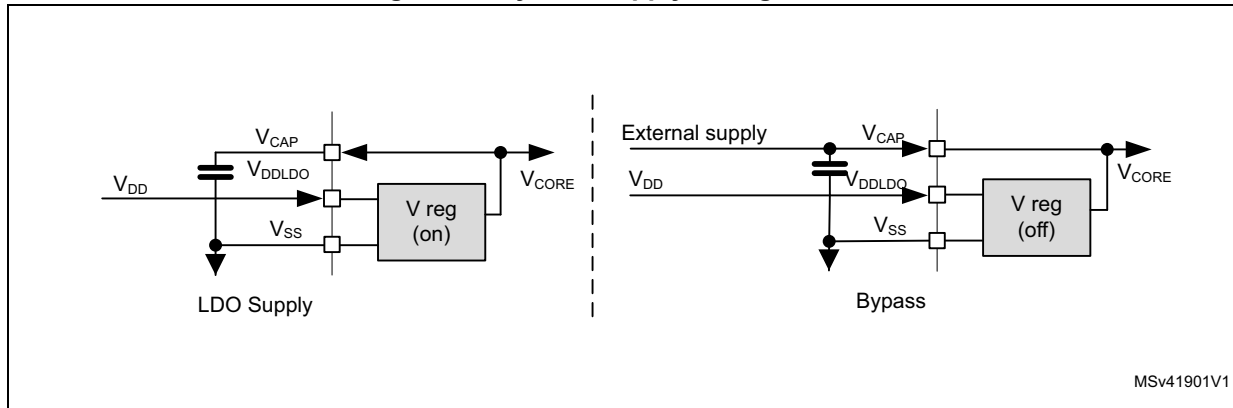 V_CAP
V_DDLDO
V_DD
V_CORE
V reg
(on)
V_SS
LDO Supply
External supply
V_CAP
V_DD
V_DDLDO
V_CORE
V reg
(off)
V_SS
Bypass
MSv41901V1